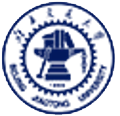 北京交通大学
BEIJING JIAOTONG UNIVERSITY